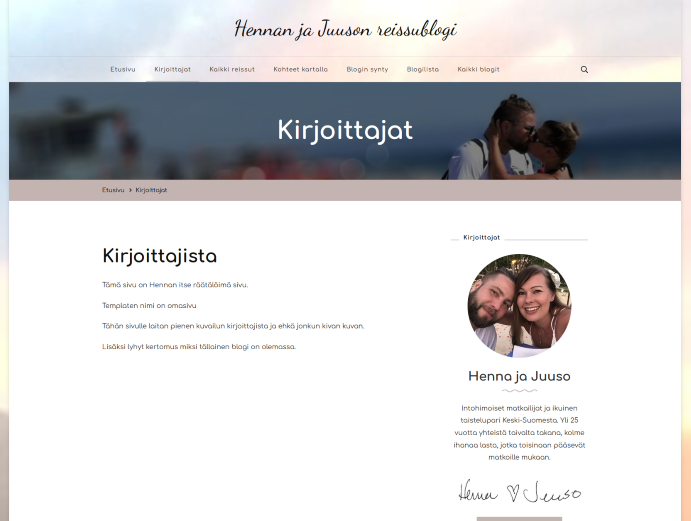 Hennan ja Juuson reissublogi
Etusivu Kirjoittajat Kaikki reissut Kohteet kartalla Blogin synty Blogilista Kaikki blogit
Kirjoittajat
Etusivu Kirjoittajat
Kirjoittajat
Kirjoittajista
Tämä sivu on Hennan itse räätälöimä sivu.
Templaten nimi on omasivu
Tähän sivulle laitan pienen kuvailun kirjoittajista ja ehkä jonkun kivan kuvan.
Lisäksi lyhyt kertomus miksi tällainen blogi on olemassa.
Henna ja Juuso
Intohimoiset matkailijat ja ikuinen
taistelupari Keski-Suomesta. Yli 25
vuotta yhteistä taivalta takana, kolme
ihanaa lasta, jotka toisinaan pääsevät
matkoille mukaan.
Henna ♡ Juuso